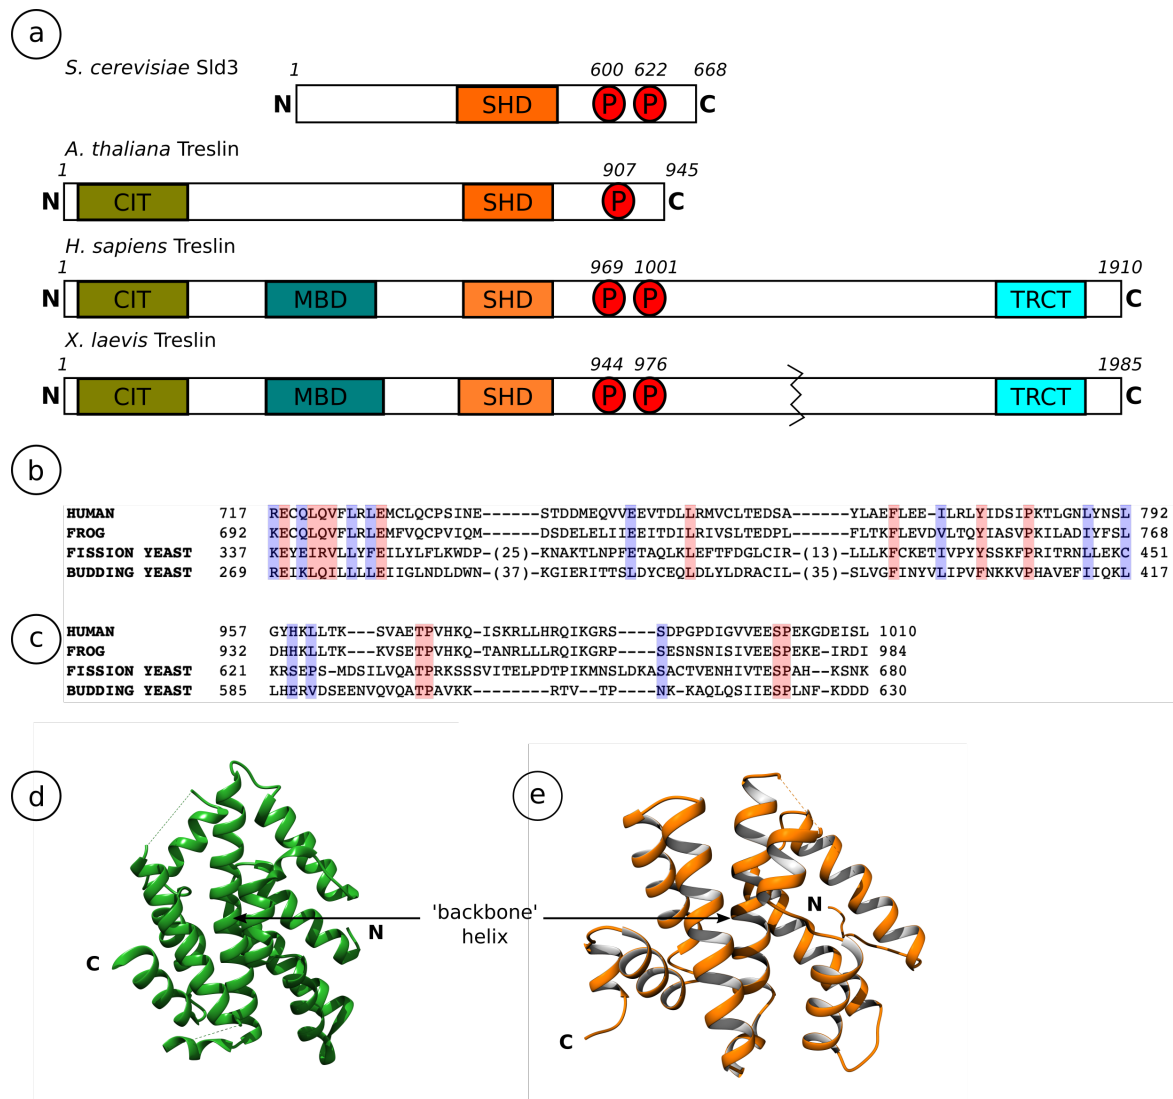 a
S. cerevisiae Sld3
1 600 622 668
N SHD P P C
A. thaliana Treslin
1 907 945
N CIT SHD P C
H. sapiens Treslin
1 969 1001 1910
N CIT MBD SHD P P TRCT C
X. laevis Treslin
1 944 976 1985
N CIT MBD SHD P P TRCT C
b
HUMAN 717 RECQLQVFLRLEMCLQCPSINE------STDDMEQVVEEVTDLLRMVCLTEDSA------YLAEFLEE-ILRLYIDSIPKTLGNLYNSL 792
FROG 692 KECQLQVFLRLEMFVQCPVIQM------DSDELELIIEEITDLLRIVSLTEDPL------FLTKFLEVDVLTQYIASVPKILADIYFSL 768
FISSION YEAST 337 KEYEIRVLLYFEILYLFLKWDP-(25)-KNAKTLNPFETAQLKLEFTFDGLCIR-(13)-LLLKFCKETIVPYYSSKFPRITRNLLEKC 451
BUDDING YEAST 269 REIKLQILLLLEIIGLNDLDWN-(37)-KGIERITTSLDYCEQLDLYLDRACIL-(35)-SLVGFINYVLIPVFNKKVPHAVEFIIQKL 417
c
HUMAN 957 GYHKLLTK---SVAETPVHKQ-ISKRLLHRQIKGRS----SDPGPDIGVVEESPEKGDEISL 1010
FROG 932 DHHKLLTK---KVSETPVHKQ-TANRLLLRQIKGRP----SESNSNISIVEESPEKE-IRDI 984
FISSION YEAST 621 KRSEPS-MDSILVQATPRKSSSVITELPDTPIKMNSLDKASACTVENHIVTESPAH--KSNK 680
BUDDING YEAST 585 LHERVDSEENVQVQATPAVKK--------RTV--TP----NK-KAQLQSIIESPLNF-KDDD 630
d
e
'backbone'
helix
N
C
N
C